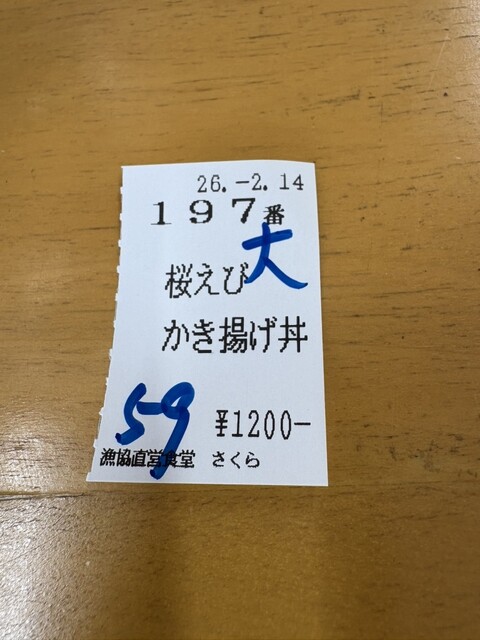 26.-2.14
197番
大
桜えび
かき揚げ丼
59 ¥1200-
漁協直営食堂 さくら